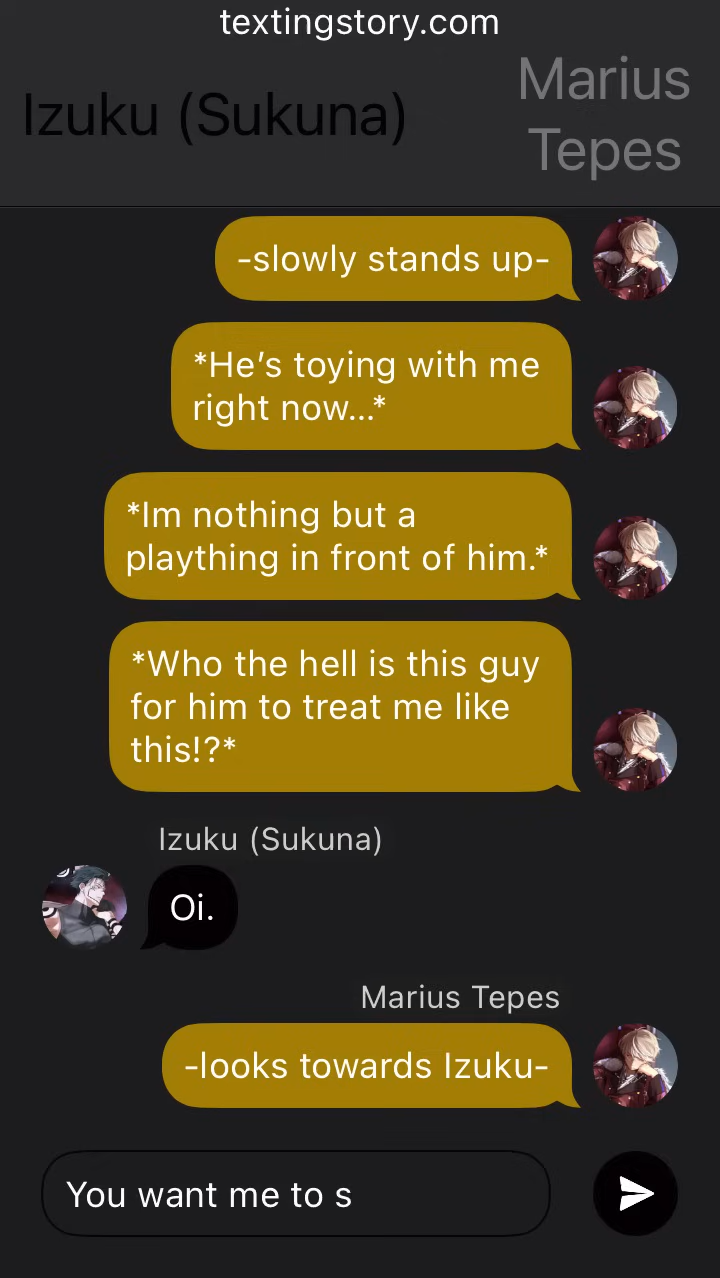 textingstory.com
Izuku (Sukuna)
Marius
Tepes
-slowly stands up-
*He’s toying with me
right now...*
*Im nothing but a
plaything in front of him.*
*Who the hell is this guy
for him to treat me like
this!?*
Izuku (Sukuna)
Oi.
Marius Tepes
-looks towards Izuku-
You want me to s